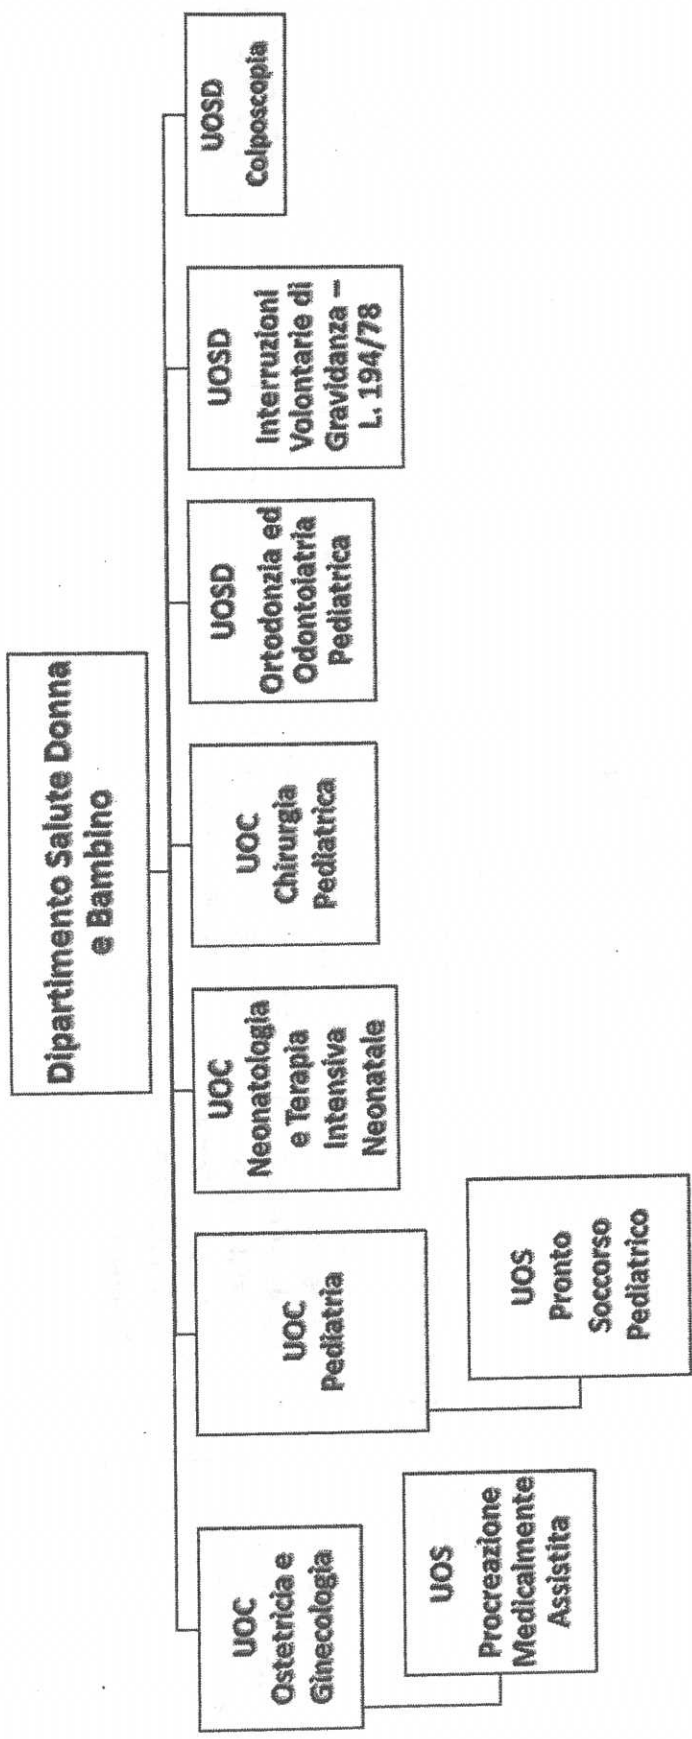 Dipartimento Salute Donna
e Bambino
UOC
Ostetricia e
Ginecologia
UOS
Procreazione
Medicalmente
Assistita
UOC
Pediatria
UOS
Pronto
Soccorso
Pediatrico
UOC
Neonatologia
e Terapia
Intensiva
Neonatale
UOC
Chirurgia
Pediatrica
UOSD
Ortodonzia ed
Odontoiatria
Pediatrica
UOSD
Interruzioni
Volontarie di
Gravidanza –
L. 194/78
UOSD
Colposcopia